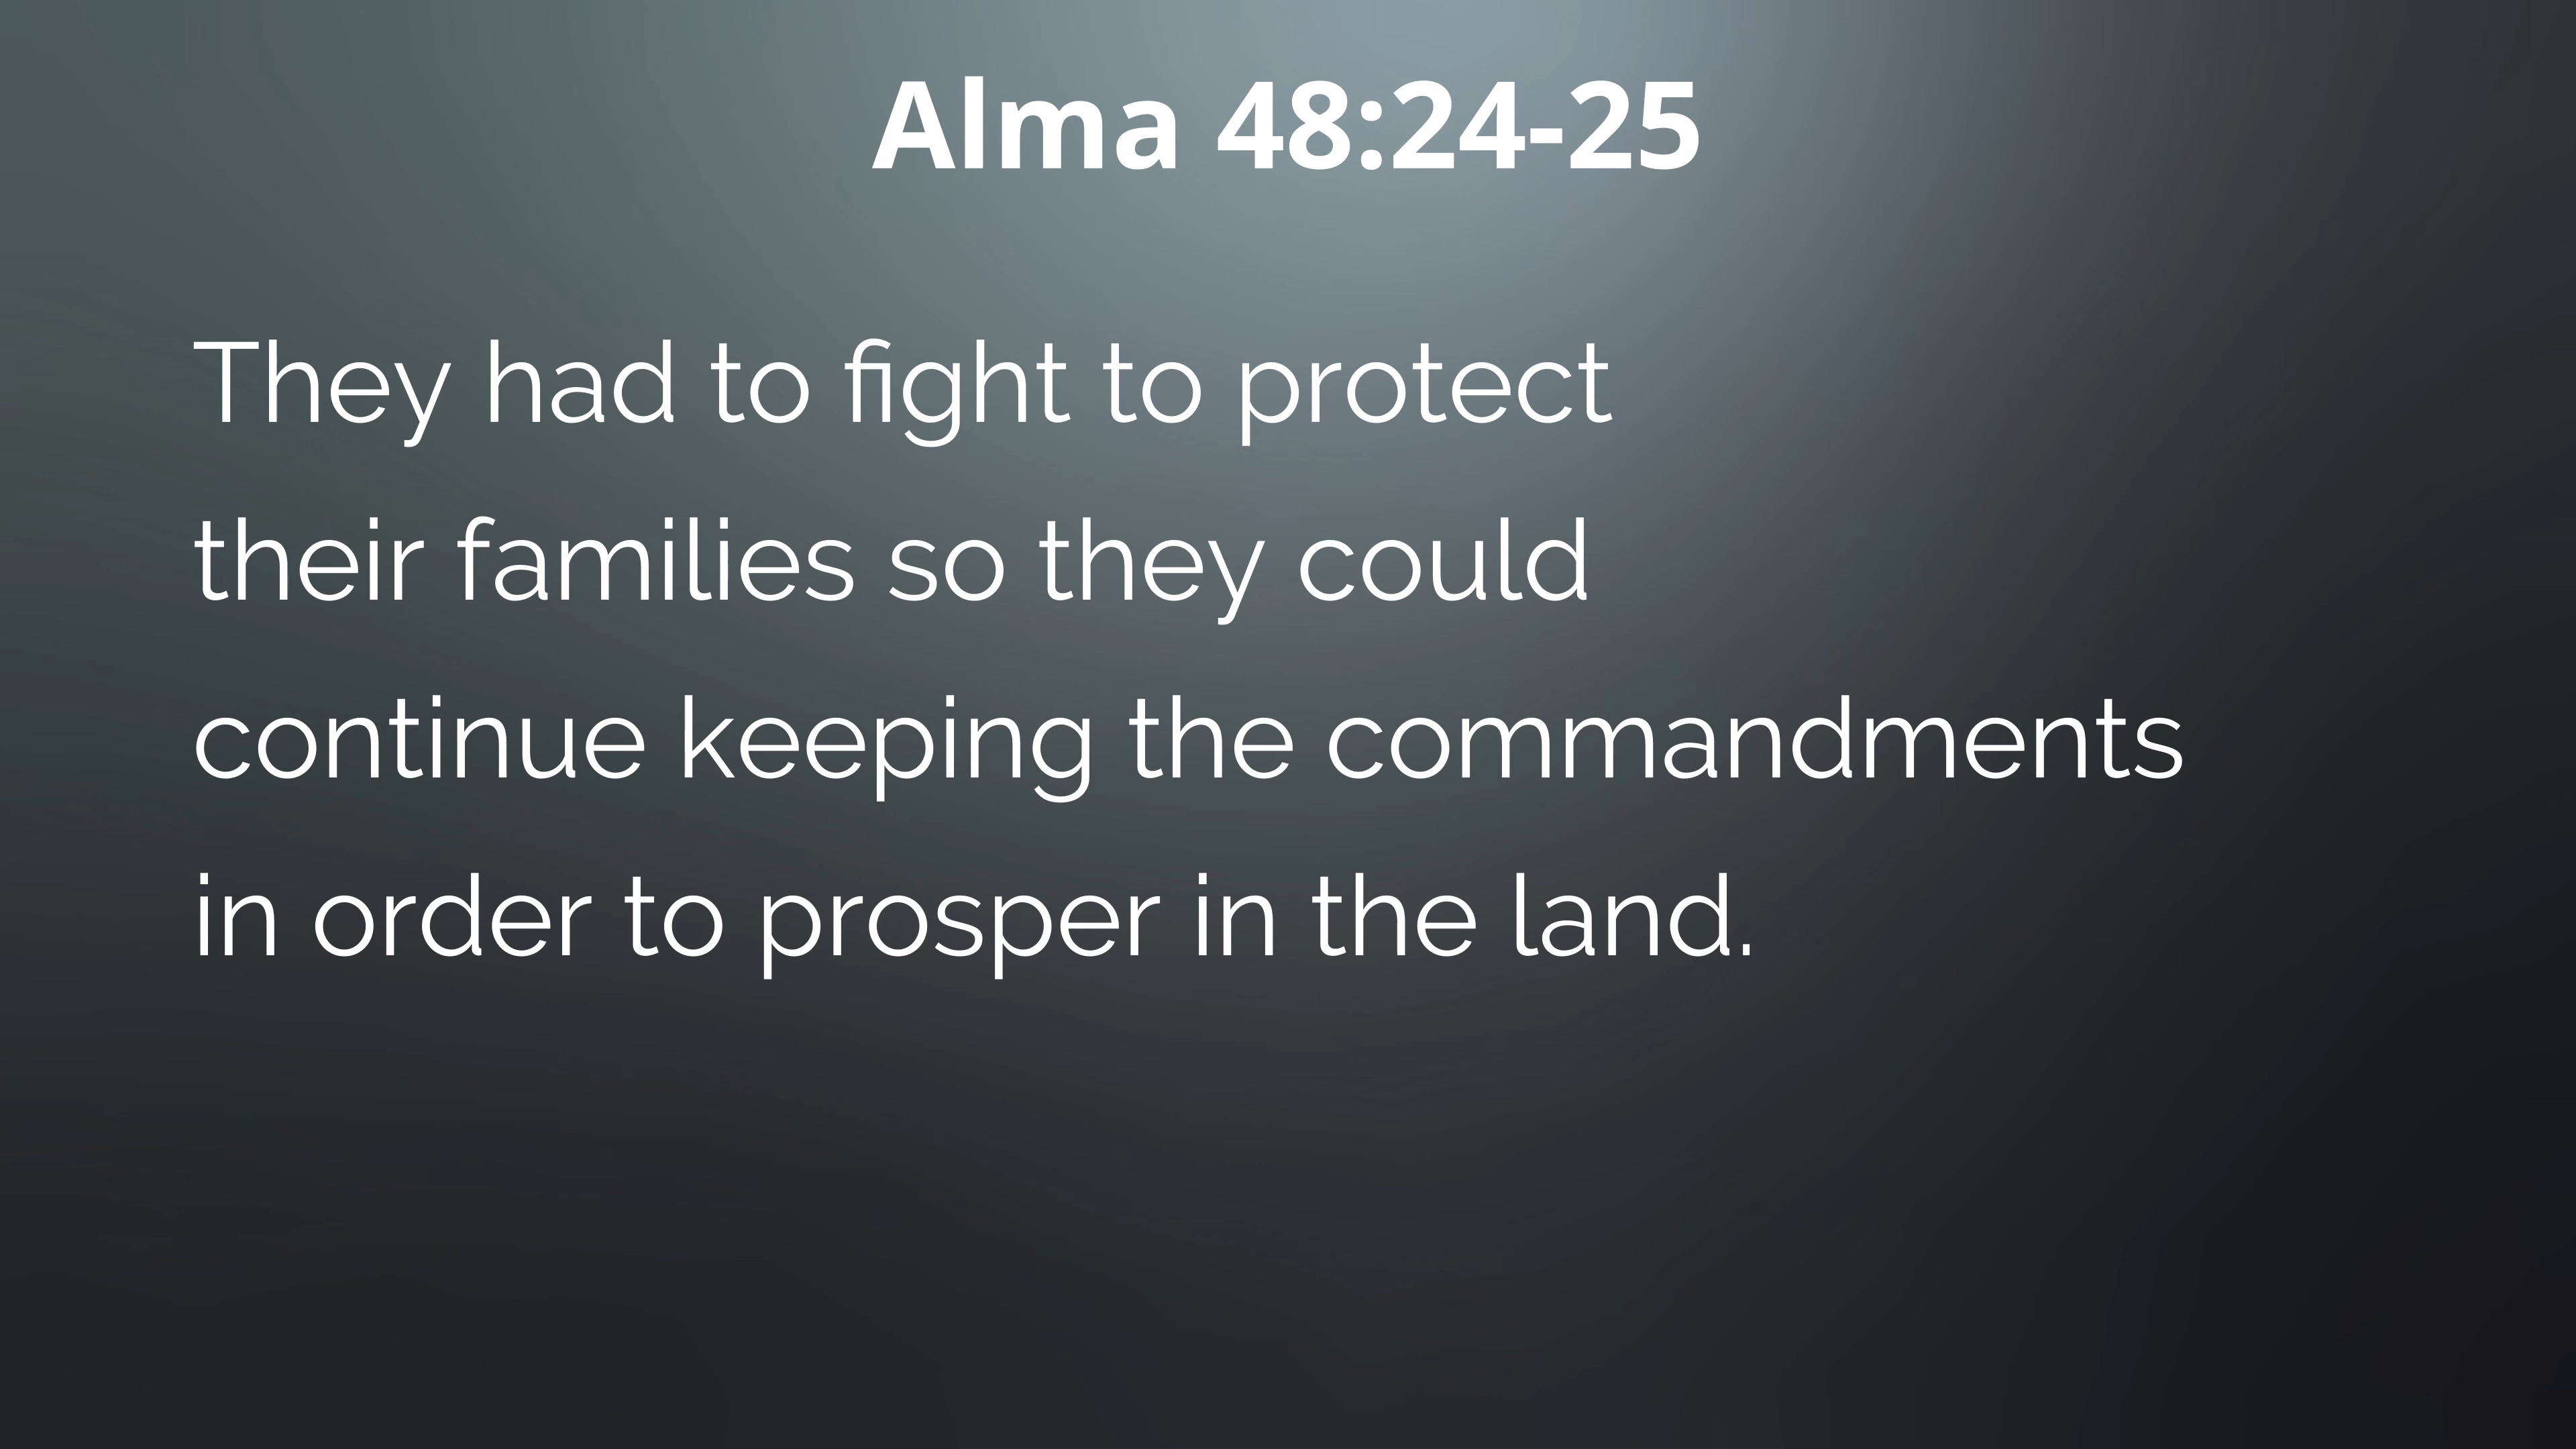 Alma 48:24-25
They had to fight to protect
their families so they could
continue keeping the commandments
in order to prosper in the land.